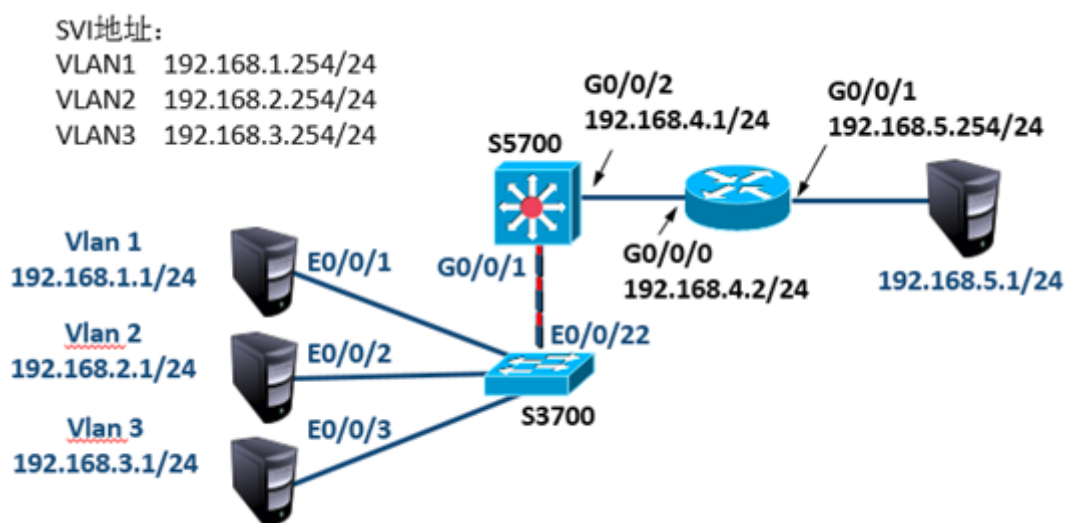 SVI地址：
VLAN1 192.168.1.254/24
VLAN2 192.168.2.254/24
VLAN3 192.168.3.254/24
G0/0/2
192.168.4.1/24
G0/0/1
192.168.5.254/24
S5700
G0/0/0
192.168.4.2/24
192.168.5.1/24
Vlan 1
192.168.1.1/24
E0/0/1
G0/0/1
Vlan 2
192.168.2.1/24
E0/0/2
E0/0/22
S3700
Vlan 3
192.168.3.1/24
E0/0/3